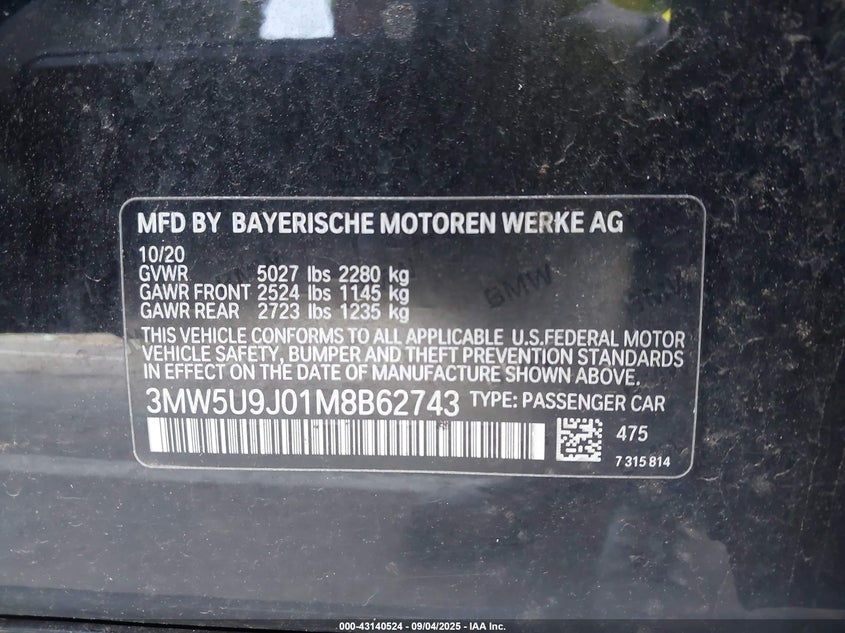 MFD BY BAYERISCHE MOTOREN WERKE AG
10/20
GVWR 5027 lbs 2280 kg
GAWR FRONT 2524 lbs 1145 kg
GAWR REAR 2723 lbs 1235 kg
BMW
THIS VEHICLE CONFORMS TO ALL APPLICABLE U.S.FEDERAL MOTOR
VEHICLE SAFETY, BUMPER AND THEFT PREVENTION STANDARDS
IN EFFECT ON THE DATE OF MANUFACTURE SHOWN ABOVE.
3MW5U9J01M8B62743 TYPE: PASSENGER CAR
475
7 315 814
000-43140524 - 09/04/2025 - IAA Inc.